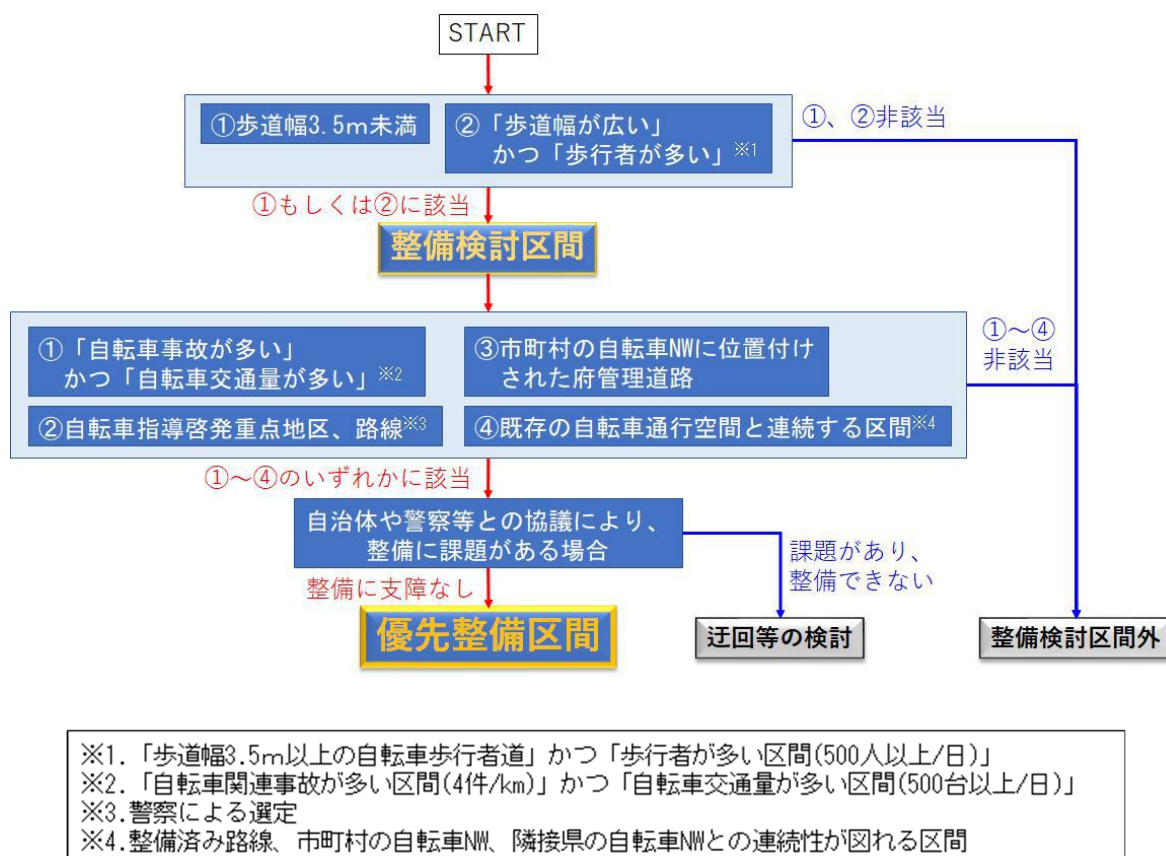 START
①歩道幅3.5m未満
②「歩道幅が広い」
かつ「歩行者が多い」※1
①、②非該当
①もしくは②に該当
整備検討区間
①「自転車事故が多い」
かつ「自転車交通量が多い」※2
③市町村の自転車NWに位置付け
された府管理道路
②自転車指導啓発重点地区、路線※3
④既存の自転車通行空間と連続する区間※4
①～④
非該当
①～④のいずれかに該当
自治体や警察等との協議により、
整備に課題がある場合
課題があり、
整備できない
整備に支障なし
優先整備区間
迂回等の検討
整備検討区間外
※1.「歩道幅3.5m以上の自転車歩行者道」かつ「歩行者が多い区間(500人以上/日)」
※2.「自転車関連事故が多い区間(4件/km)」かつ「自転車交通量が多い区間(500台以上/日)」
※3.警察による選定
※4.整備済み路線、市町村の自転車NW、隣接県の自転車NWとの連続性が図れる区間